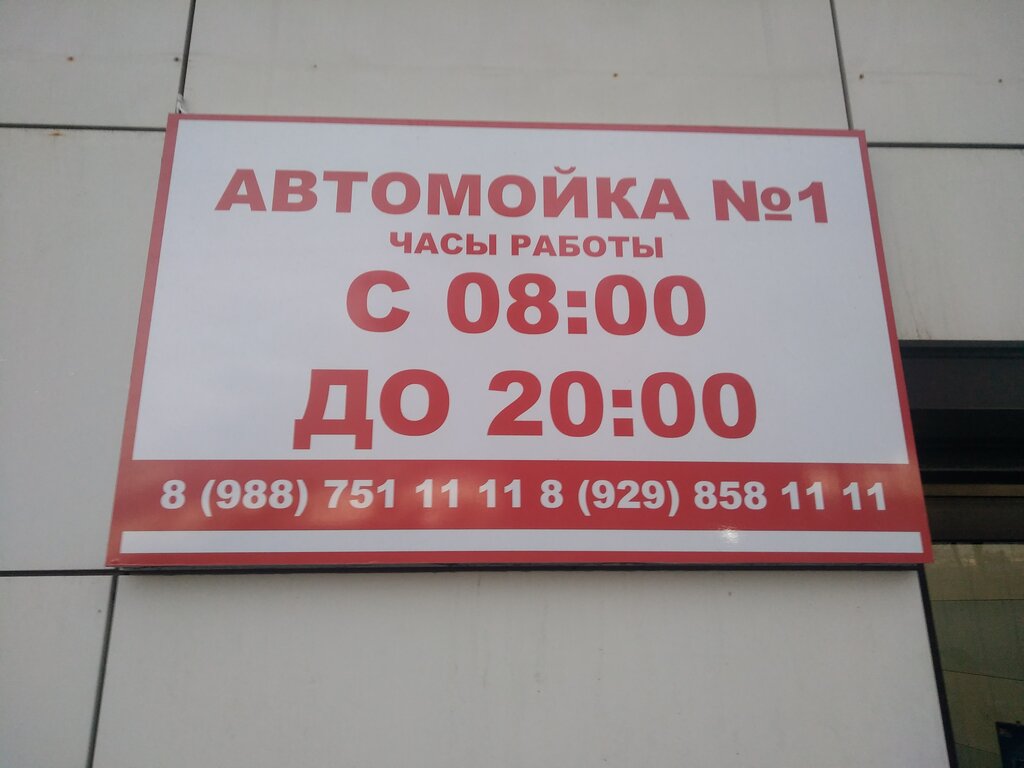 АВТОМОЙКА №1
ЧАСЫ РАБОТЫ
С 08:00
ДО 20:00
8 (988) 751 11 11 8 (929) 858 11 11